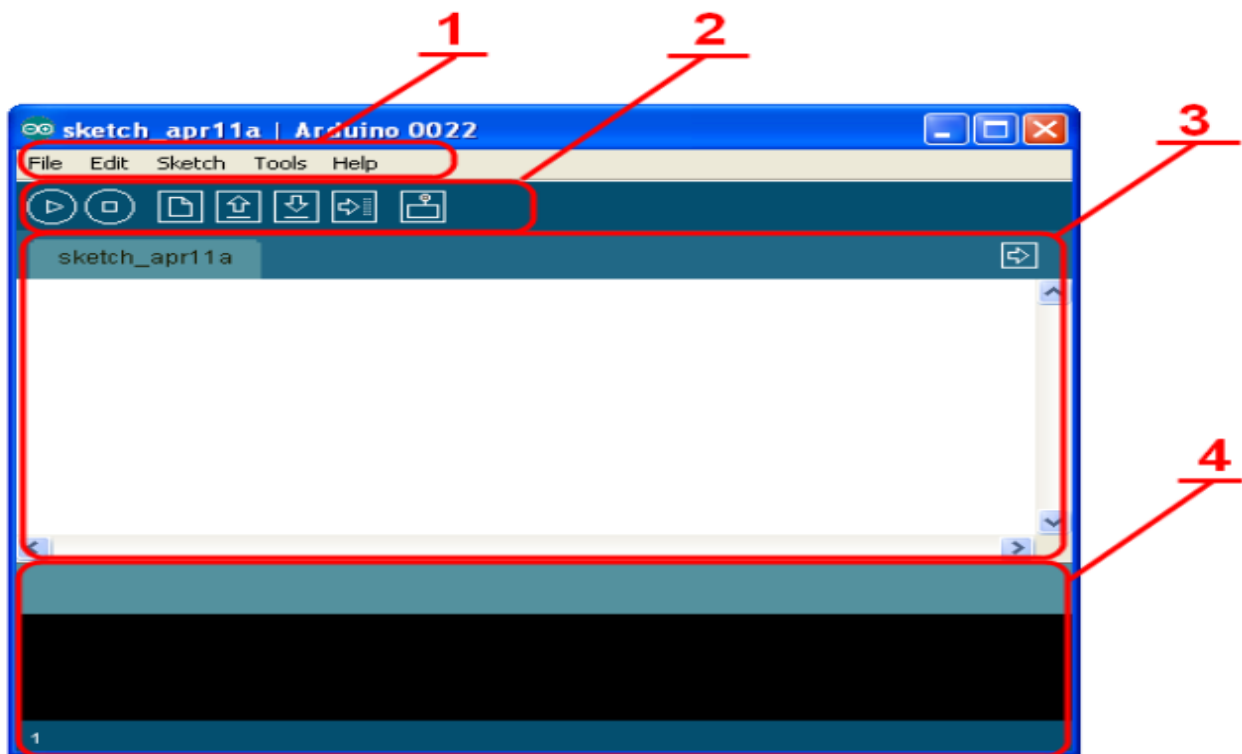 1
2
sketch_apr11a | Arduino 0022
3
File Edit Sketch Tools Help
sketch_apr11a
4
1